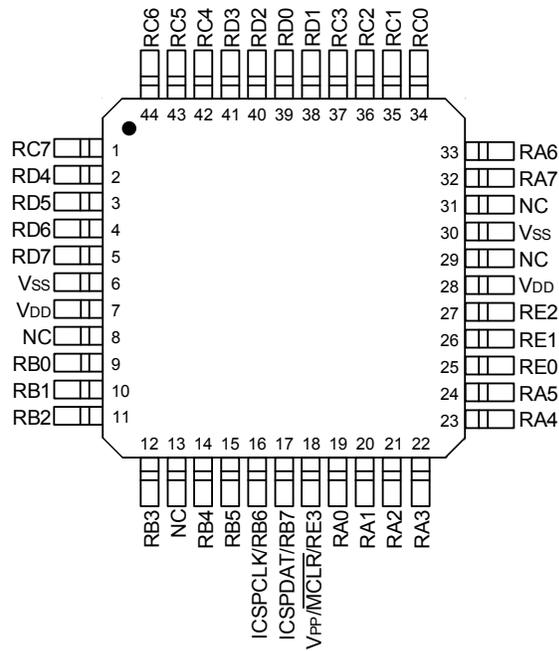 RC6
RC5
RC4
RD3
RD2
RD0
RD1
RC3
RC2
RC1
RC0
44
43
42
41
40
39
38
37
36
35
34
RC7 1
RD4 2
RD5 3
RD6 4
RD7 5
VSS 6
VDD 7
NC 8
RB0 9
RB1 10
RB2 11
33 RA6
32 RA7
31 NC
30 VSS
29 NC
28 VDD
27 RE2
26 RE1
25 RE0
24 RA5
23 RA4
12
13
14
15
16
17
18
19
20
21
22
RB3
NC
RB4
RB5
ICSPCLK/RB6
ICSPDAT/RB7
VPP/MCLR/RE3
RA0
RA1
RA2
RA3